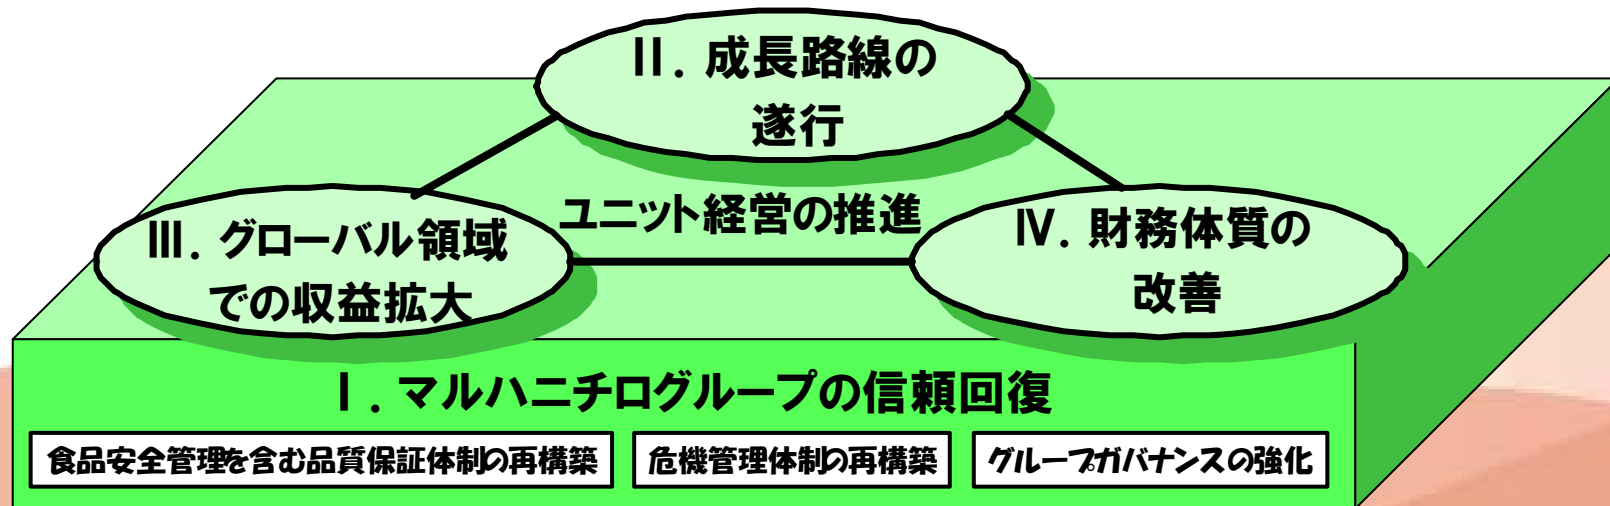 Ⅱ. 成長路線の
遂行
ユニット経営の推進
Ⅲ. グローバル領域
での収益拡大
Ⅳ. 財務体質の
改善
Ⅰ. マルハニチログループの信頼回復
食品安全管理を含む品質保証体制の再構築
危機管理体制の再構築
グループガバナンスの強化